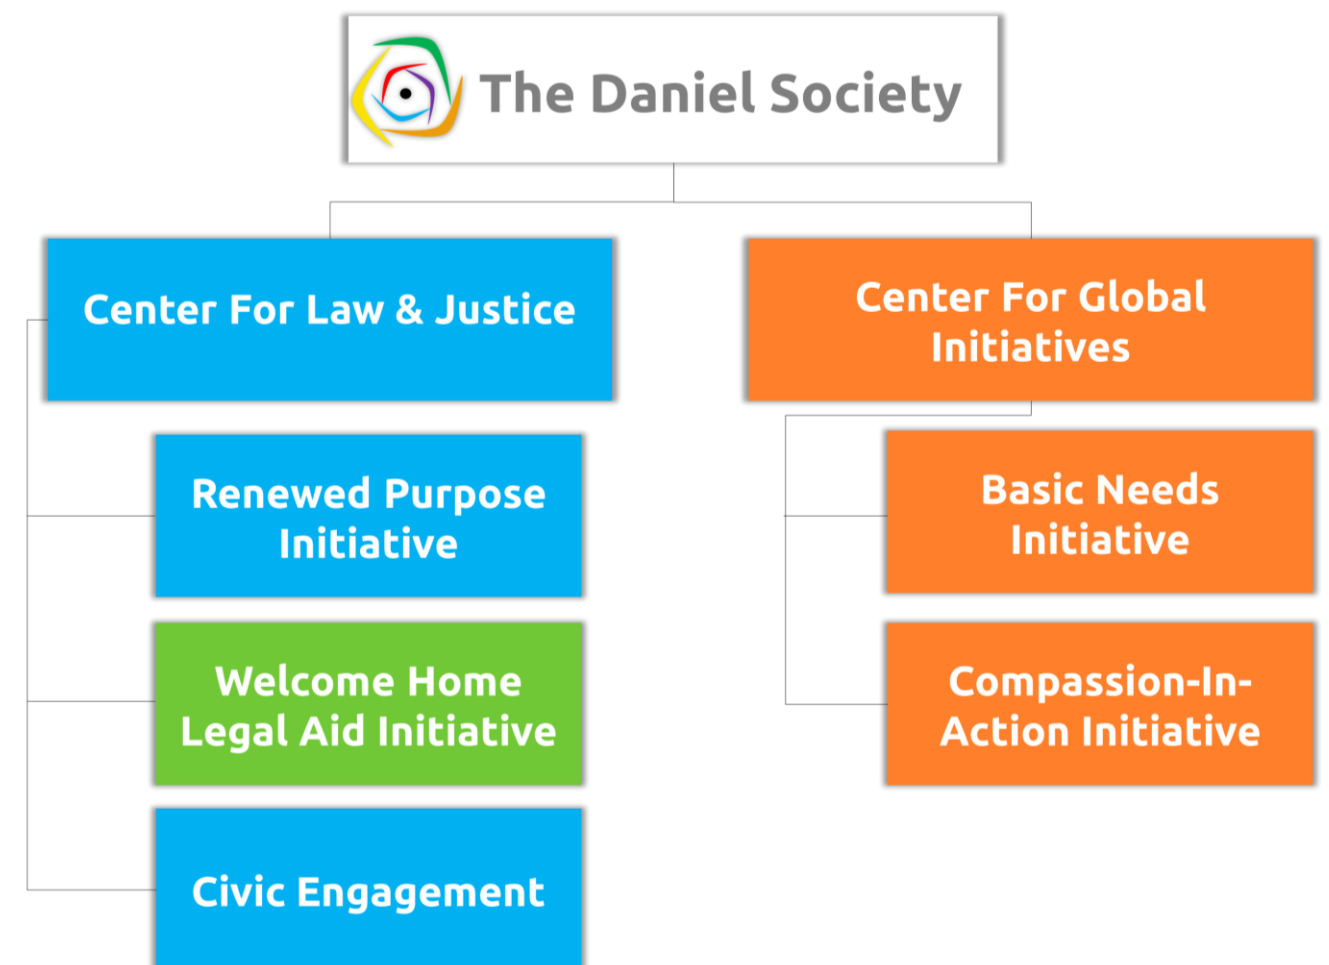 The Daniel Society
Center For Law & Justice
Center For Global
Initiatives
Renewed Purpose
Initiative
Basic Needs
Initiative
Welcome Home
Legal Aid Initiative
Compassion-In-
Action Initiative
Civic Engagement